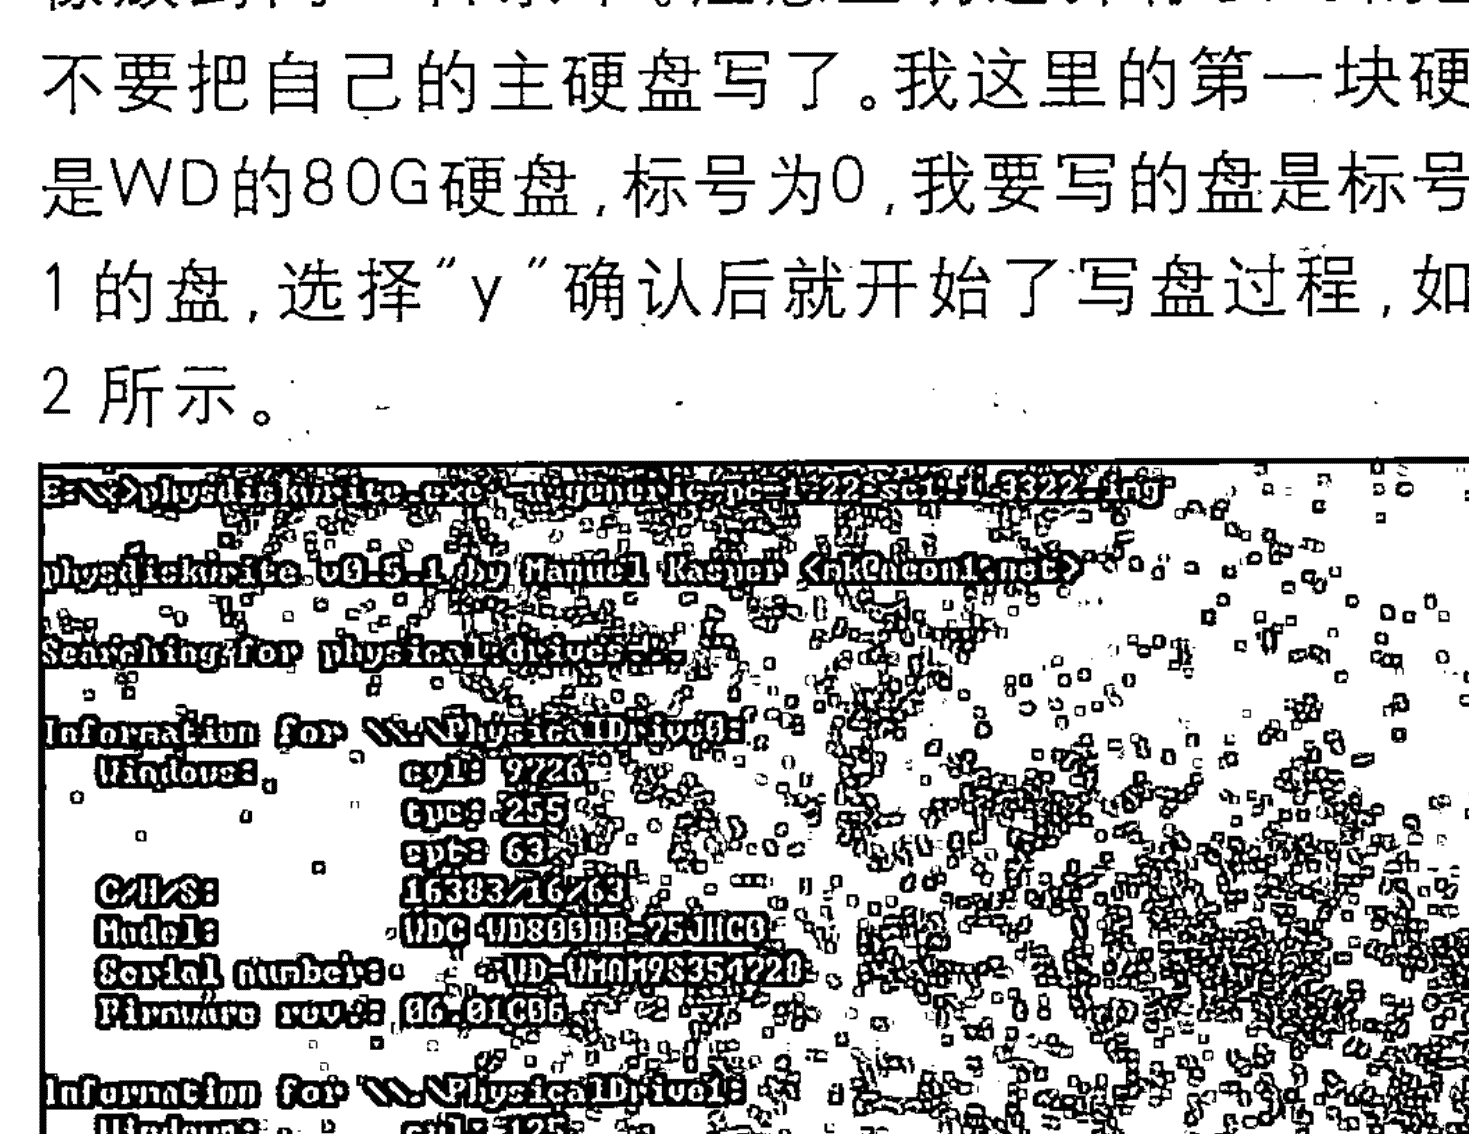 不要把自己的主硬盘写了。我这里的第一块硬
是WD的80G硬盘,标号为0,我要写的盘是标号
1的盘,选择"y"确认后就开始了写盘过程,如
2所示。
E:\x>physdiskwrite.exe -u generic-pc-1.22-sc1.1.3322.img
physdiskwrite v0.5.1 by Manuel Kasper <mk@neon1.net>
Searching for physical drives...
Information for \\.\PhysicalDrive0:
Windows: cyl: 9726
tpc: 255
spt: 63
C/H/S: 16383/16/63
Model: WDC WD800BB-75JHC0
Serial number:
Firmware rev.: 06.01C06
Information for \\.\PhysicalDrive1:
Windows: cyl: 125